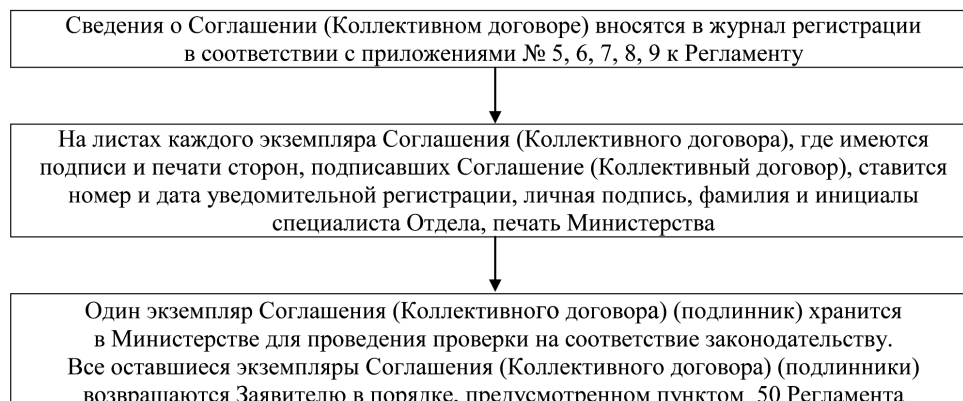 Сведения о Соглашении (Коллективном договоре) вносятся в журнал регистрации
в соответствии с приложениями № 5, 6, 7, 8, 9 к Регламенту
На листах каждого экземпляра Соглашения (Коллективного договора), где имеются
подписи и печати сторон, подписавших Соглашение (Коллективный договор), ставится
номер и дата уведомительной регистрации, личная подпись, фамилия и инициалы
специалиста Отдела, печать Министерства
Один экземпляр Соглашения (Коллективного договора) (подлинник) хранится
в Министерстве для проведения проверки на соответствие законодательству.
Все оставшиеся экземпляры Соглашения (Коллективного договора) (подлинники)
возвращаются Заявителю в порядке, предусмотренном пунктом 50 Регламента